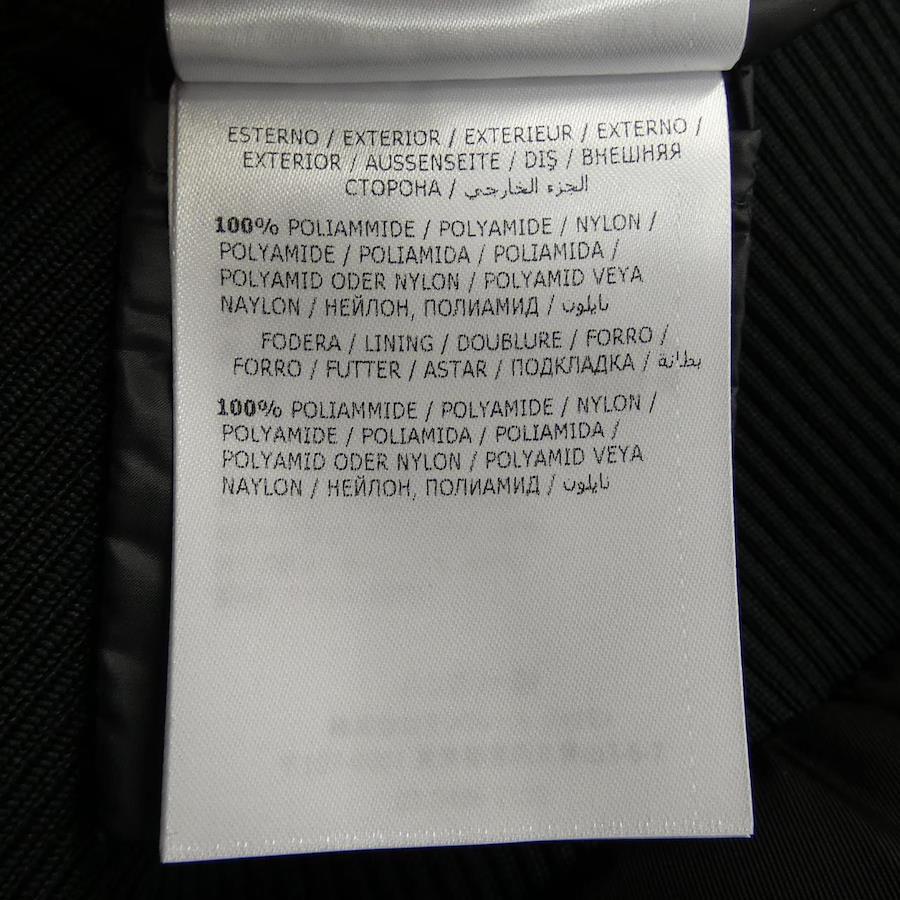 ESTERNO / EXTERIOR / EXTERIEUR / EXTERNO /
EXTERIOR / AUSSENSEITE / DIŞ / ВНЕШНЯЯ
СТОРОНА / الجزء الخارجي
100% POLIAMMIDE / POLYAMIDE / NYLON /
POLYAMIDE / POLIAMIDA / POLIAMIDA /
POLYAMID ODER NYLON / POLYAMID VEYA
NAYLON / НЕЙЛОН, ПОЛИАМИД / نايلون
FODERA / LINING / DOUBLURE / FORRO /
FORRO / FUTTER / ASTAR / ПОДКЛАДКА / بطانة
100% POLIAMMIDE / POLYAMIDE / NYLON /
POLYAMIDE / POLIAMIDA / POLIAMIDA /
POLYAMID ODER NYLON / POLYAMID VEYA
NAYLON / НЕЙЛОН, ПОЛИАМИД / نايلون